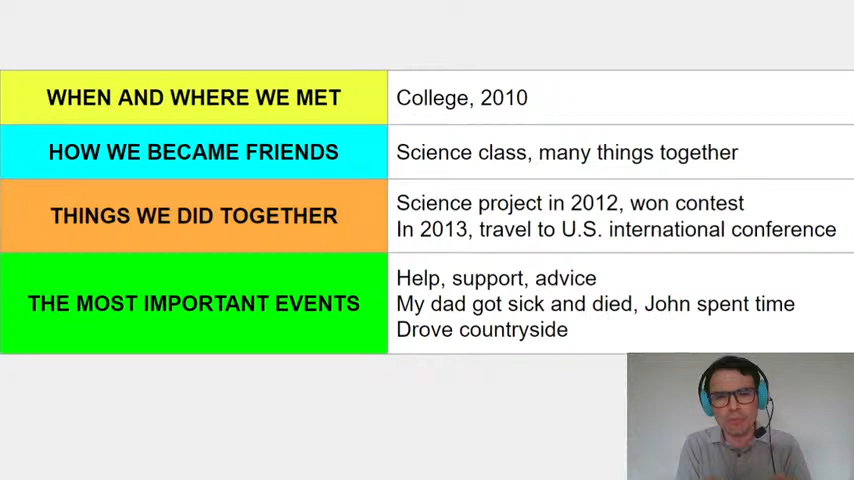 WHEN AND WHERE WE MET
College, 2010
HOW WE BECAME FRIENDS
Science class, many things together
THINGS WE DID TOGETHER
Science project in 2012, won contest
In 2013, travel to U.S. international conference
THE MOST IMPORTANT EVENTS
Help, support, advice
My dad got sick and died, John spent time
Drove countryside